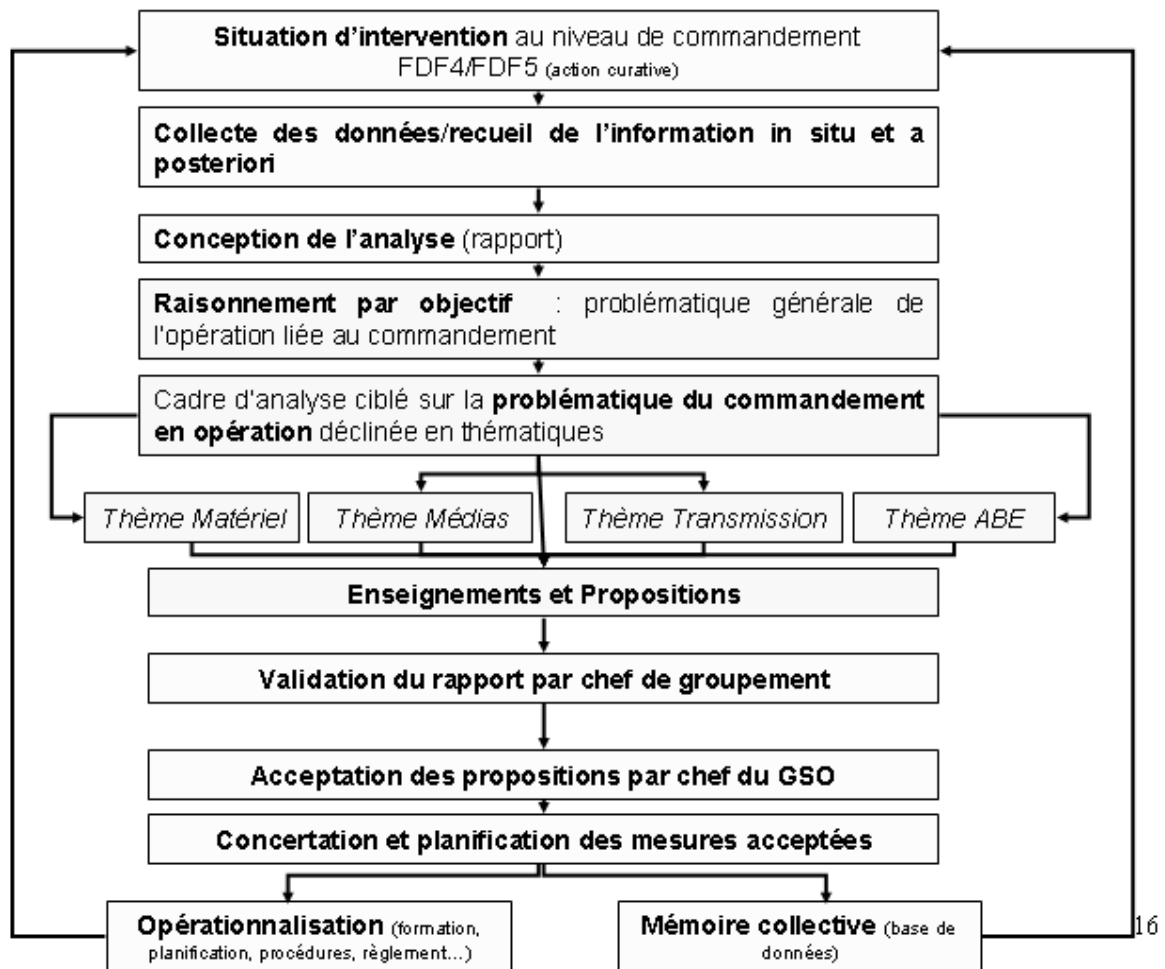 Situation d'intervention au niveau de commandement
FDF4/FDF5 (action curative)
Collecte des données/recueil de l'information in situ et a
posteriori
Conception de l'analyse (rapport)
Raisonnement par objectif : problématique générale de
l'opération liée au commandement
Cadre d'analyse ciblé sur la problématique du commandement
en opération déclinée en thématiques
Thème Matériel
Thème Médias
Thème Transmission
Thème ABE
Enseignements et Propositions
Validation du rapport par chef de groupement
Acceptation des propositions par chef du GSO
Concertation et planification des mesures acceptées
Opérationnalisation (formation,
planification, procédures, règlement...)
Mémoire collective (base de
données)
16